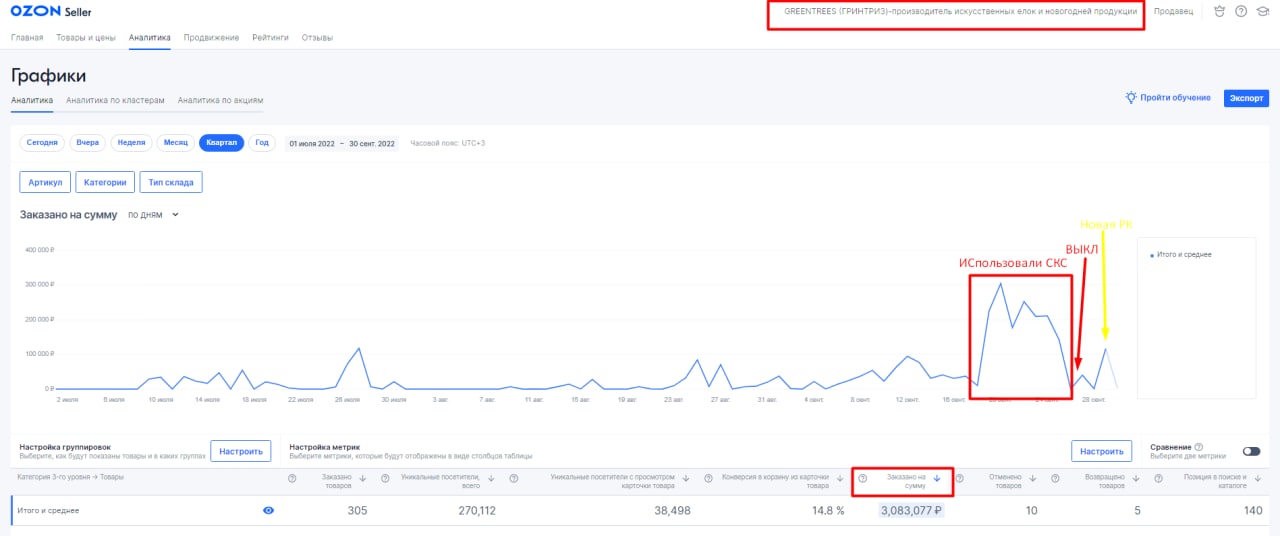 OZON Seller
GREENTREES (ГРИНТРИЗ)-производитель искусственных елок и новогодней продукции
Продавец
Главная Товары и цены Аналитика Продвижение Рейтинги Отзывы
Графики
Аналитика Аналитика по кластерам Аналитика по акциям
Пройти обучение
Экспорт
Сегодня Вчера Неделя Месяц Квартал Год 01 июля 2022 – 30 сент. 2022 Часовой пояс: UTC+3
Артикул Категории Тип склада
Заказано на сумму по дням
Новая РК
ВЫКЛ
ИСпользовали СКС
Итого и среднее
400 000 ₽
300 000 ₽
200 000 ₽
100 000 ₽
0 ₽
2 июля 6 июля 10 июля 14 июля 18 июля 22 июля 26 июля 30 июля 3 авг. 7 авг. 11 авг. 15 авг. 19 авг. 23 авг. 27 авг. 31 авг. 4 сент. 8 сент. 12 сент. 16 сент. 28 сент.
Настройка группировок
Выберите, как будут показаны товары и в каких группах
Настроить
Настройка метрик
Выберите метрики, которые будут отображены в виде столбцов таблицы
Настроить
Сравнение
Выберите две метрики
Категория 3-го уровня → Товары
Заказано товаров
Уникальные посетители, всего
Уникальные посетители с просмотром карточки товара
Конверсия в корзину из карточки товара
Заказано на сумму
Отменено товаров
Возвращено товаров
Позиция в поиске и каталоге
Итого и среднее 305 270,112 38,498 14.8 % 3,083,077 ₽ 10 5 140